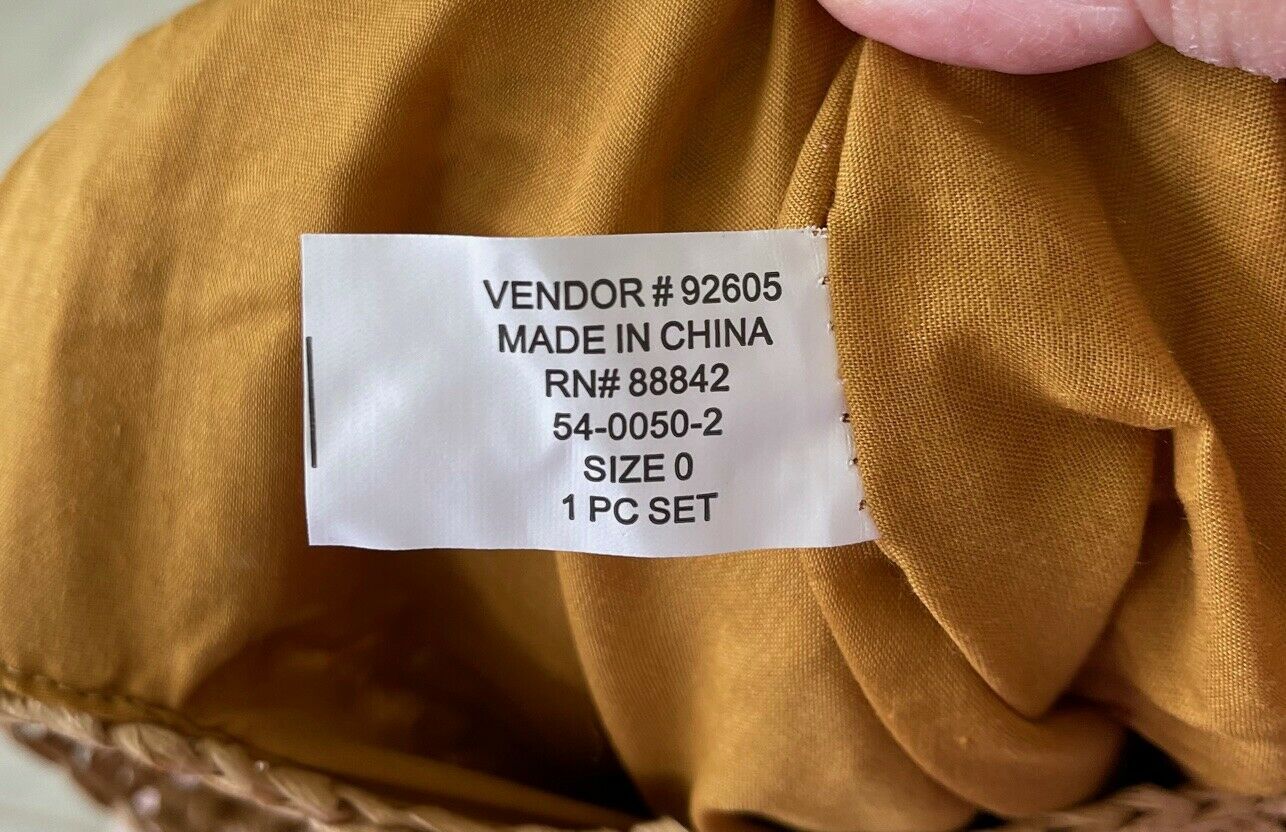 VENDOR # 92605
MADE IN CHINA
RN# 88842
54-0050-2
SIZE 0
1 PC SET